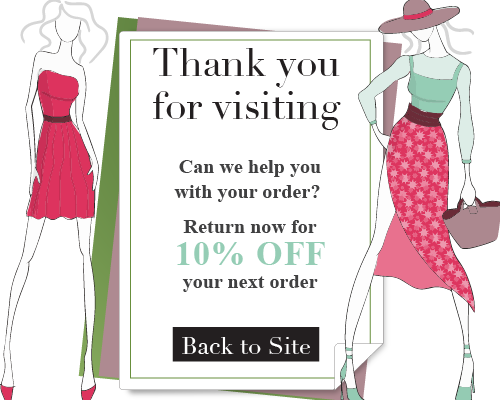 Thank you
for visiting
Can we help you
with your order?
Return now for
10% OFF
your next order
Back to Site